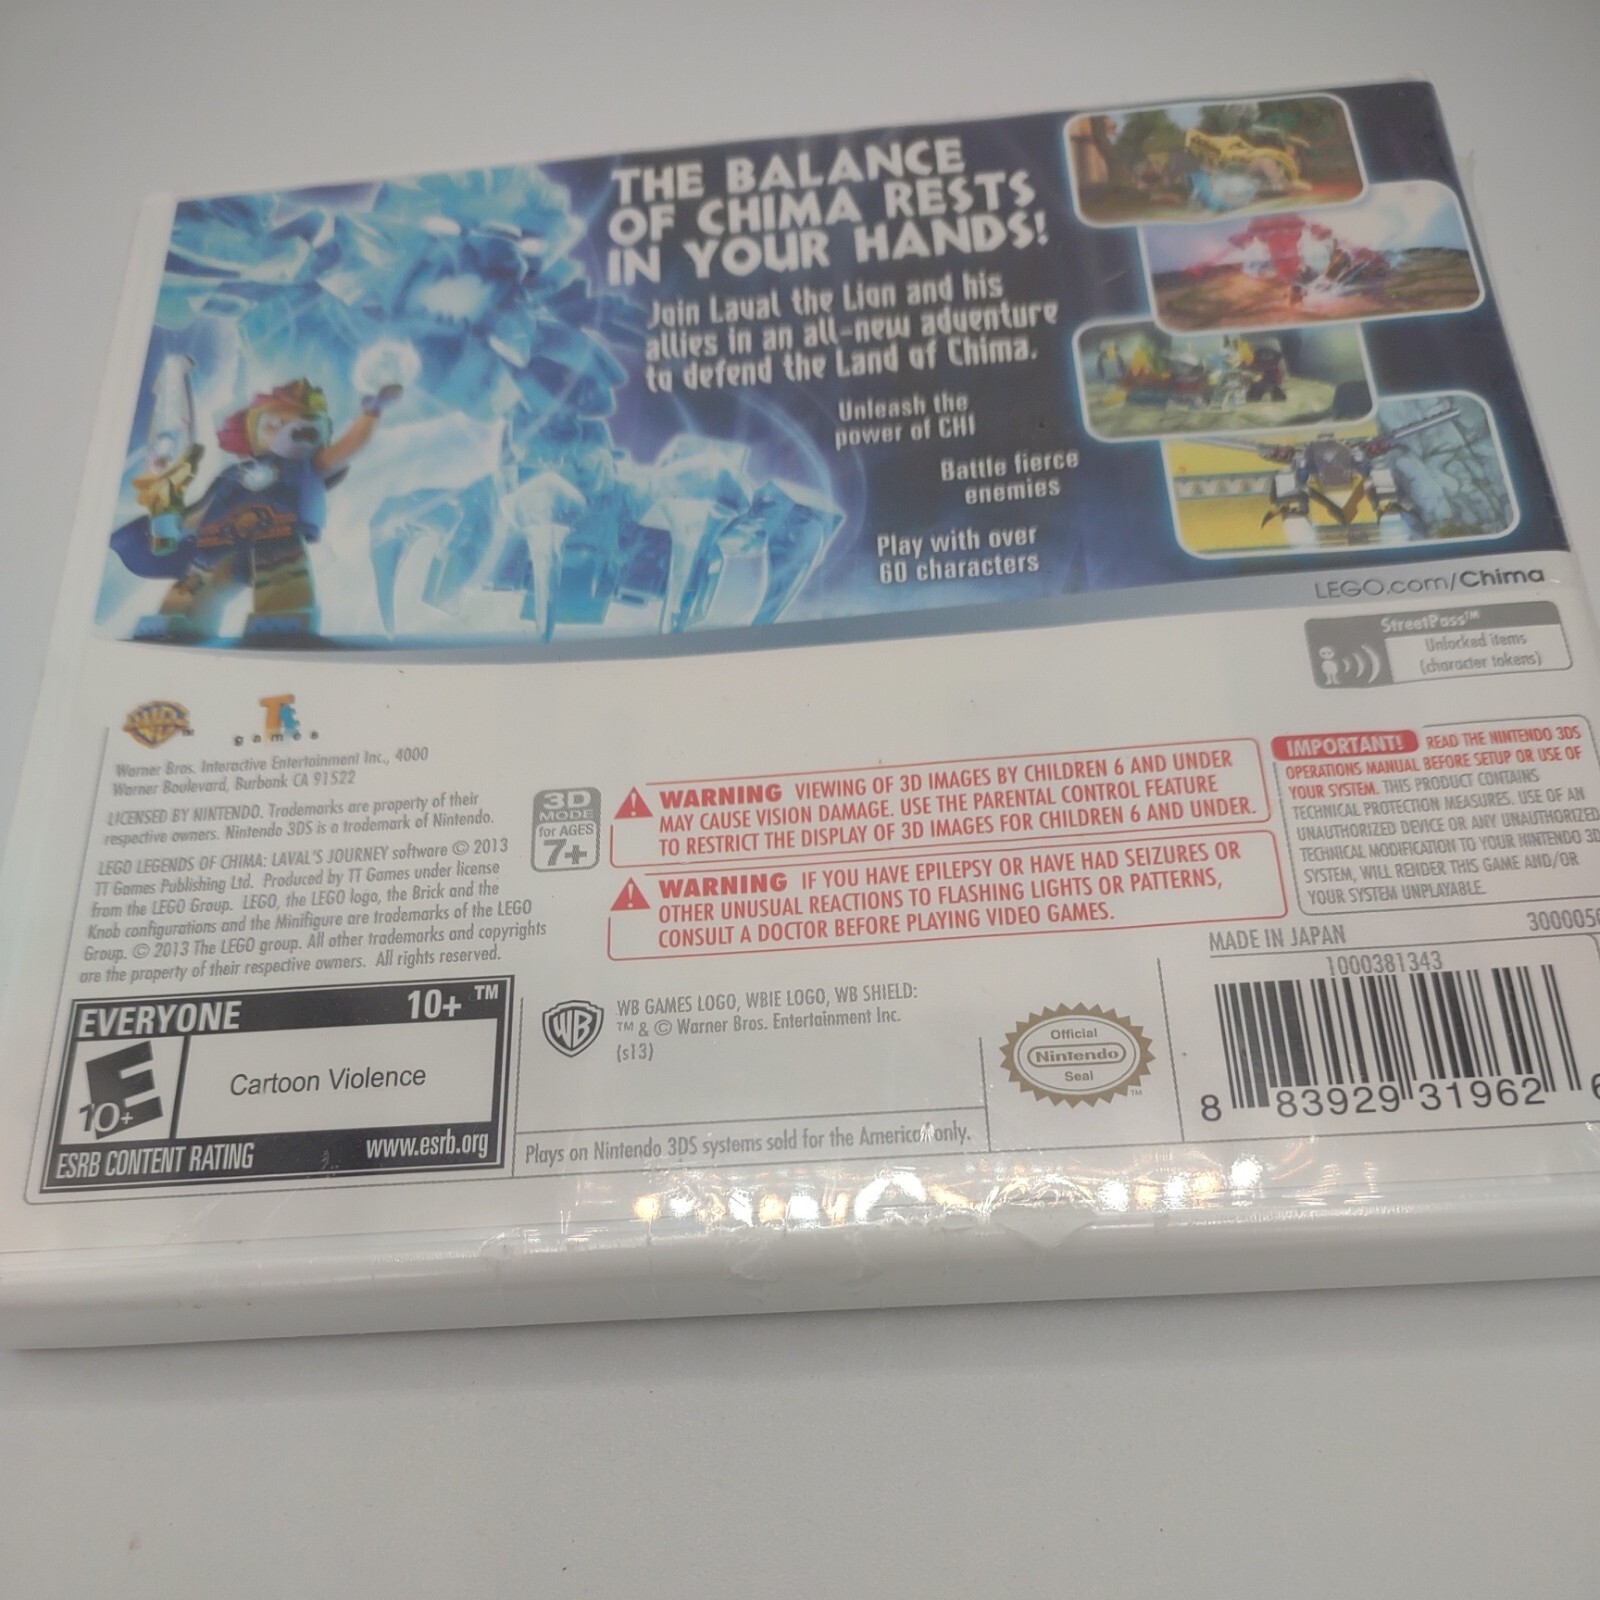 THE BALANCE
OF CHIMA RESTS
IN YOUR HANDS!
Join Laval the Lion and his
allies in an all-new adventure
to defend the Land of Chima.
Unleash the
power of CHI
Battle fierce
enemies
Play with over
60 characters
LEGO.com/Chima
StreetPass™
Unlocked items
(character tokens)
WB TM
TT
games
Warner Bros. Interactive Entertainment Inc., 4000
Warner Boulevard, Burbank CA 91522
LICENSED BY NINTENDO. Trademarks are property of their
respective owners. Nintendo 3DS is a trademark of Nintendo.
LEGO LEGENDS OF CHIMA: LAVAL'S JOURNEY software © 2013
TT Games Publishing Ltd. Produced by TT Games under license
from the LEGO Group. LEGO, the LEGO logo, the Brick and the
Knob configurations and the Minifigure are trademarks of the LEGO
Group. © 2013 The LEGO group. All other trademarks and copyrights
are the property of their respective owners. All rights reserved.
3D
MODE
for AGES
7+
WARNING VIEWING OF 3D IMAGES BY CHILDREN 6 AND UNDER
MAY CAUSE VISION DAMAGE. USE THE PARENTAL CONTROL FEATURE
TO RESTRICT THE DISPLAY OF 3D IMAGES FOR CHILDREN 6 AND UNDER.
WARNING IF YOU HAVE EPILEPSY OR HAVE HAD SEIZURES OR
OTHER UNUSUAL REACTIONS TO FLASHING LIGHTS OR PATTERNS,
CONSULT A DOCTOR BEFORE PLAYING VIDEO GAMES.
IMPORTANT! READ THE NINTENDO 3DS
OPERATIONS MANUAL BEFORE SETUP OR USE OF
YOUR SYSTEM. THIS PRODUCT CONTAINS
TECHNICAL PROTECTION MEASURES. USE OF AN
UNAUTHORIZED DEVICE OR ANY UNAUTHORIZED
TECHNICAL MODIFICATION TO YOUR NINTENDO 3D
SYSTEM, WILL RENDER THIS GAME AND/OR
YOUR SYSTEM UNPLAYABLE.
EVERYONE 10+ ™
E
10+
Cartoon Violence
ESRB CONTENT RATING www.esrb.org
WB
WB GAMES LOGO, WBIE LOGO, WB SHIELD:
™ & © Warner Bros. Entertainment Inc.
(s13)
Plays on Nintendo 3DS systems sold for the Americas only.
Official
Nintendo
Seal
TM
MADE IN JAPAN
300005
1000381343
8 83929 31962 6